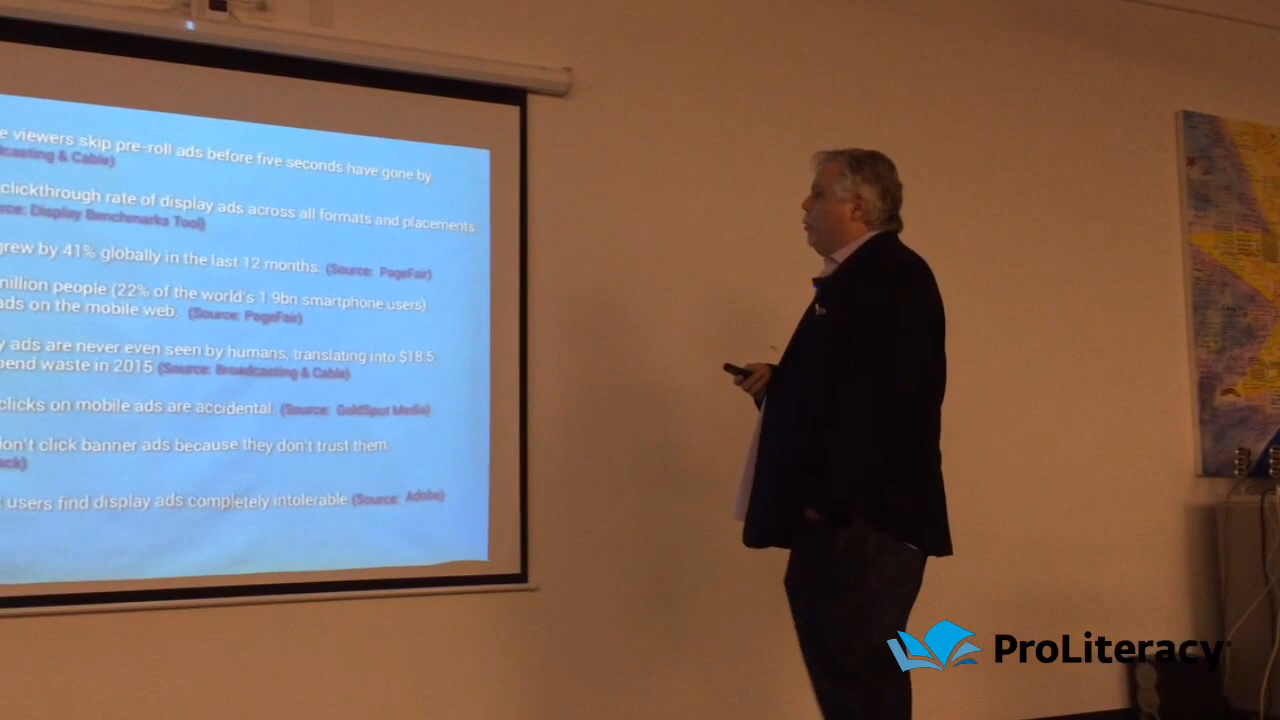 e viewers skip pre-roll ads before five seconds have gone by.
dcasting & Cable)
clickthrough rate of display ads across all formats and placements
rce: Display Benchmarks Tool)
grew by 41% globally in the last 12 months. (Source: PageFair)
million people (22% of the world's 1.9bn smartphone users)
ads on the mobile web. (Source: PageFair)
y ads are never even seen by humans, translating into $18.5
pend waste in 2015 (Source: Broadcasting & Cable)
clicks on mobile ads are accidental. (Source: GoldSpot Media)
don't click banner ads because they don't trust them.
ack)
users find display ads completely intolerable (Source: Adobe)
ProLiteracy